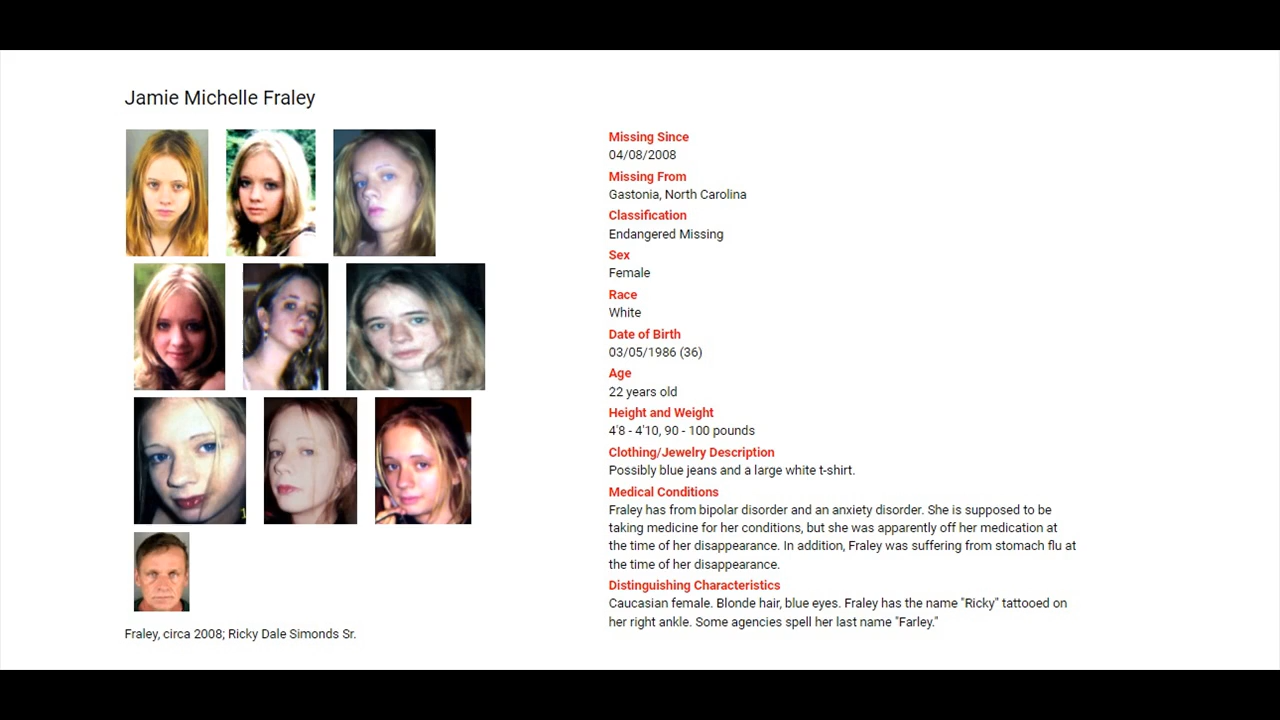 Jamie Michelle Fraley
Missing Since
04/08/2008
Missing From
Gastonia, North Carolina
Classification
Endangered Missing
Sex
Female
Race
White
Date of Birth
03/05/1986 (36)
Age
22 years old
Height and Weight
4'8 - 4'10, 90 - 100 pounds
Clothing/Jewelry Description
Possibly blue jeans and a large white t-shirt.
Medical Conditions
Fraley has from bipolar disorder and an anxiety disorder. She is supposed to be
taking medicine for her conditions, but she was apparently off her medication at
the time of her disappearance. In addition, Fraley was suffering from stomach flu at
the time of her disappearance.
Distinguishing Characteristics
Caucasian female. Blonde hair, blue eyes. Fraley has the name "Ricky" tattooed on
her right ankle. Some agencies spell her last name "Farley."
Fraley, circa 2008; Ricky Dale Simonds Sr.